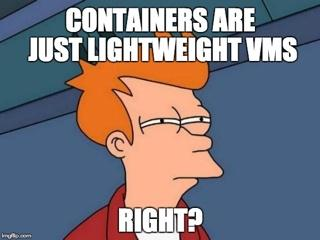 CONTAINERS ARE
JUST LIGHTWEIGHT VMS
RIGHT?
imgflip.com